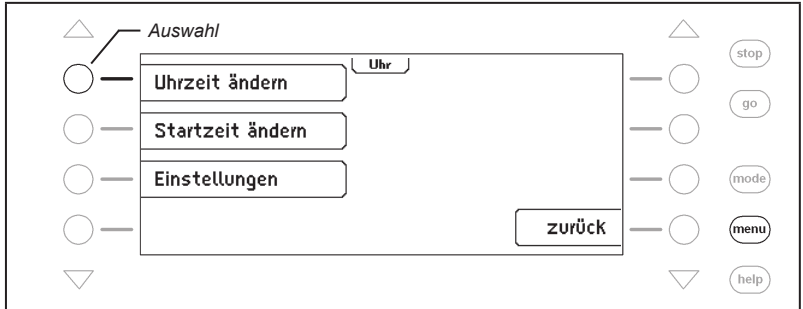 Auswahl
Uhr
Uhrzeit ändern
Startzeit ändern
Einstellungen
zurück
stop
go
mode
menu
help